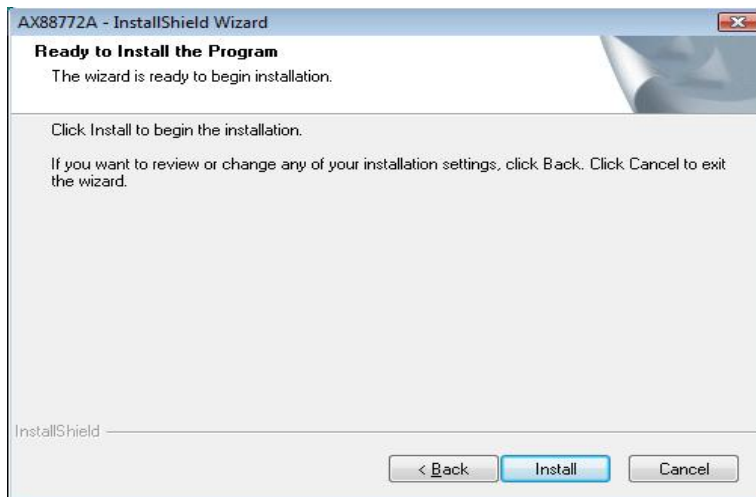 AX88772A - InstallShield Wizard
Ready to Install the Program
The wizard is ready to begin installation.
Click Install to begin the installation.
If you want to review or change any of your installation settings, click Back. Click Cancel to exit
the wizard.
InstallShield
< Back Install Cancel